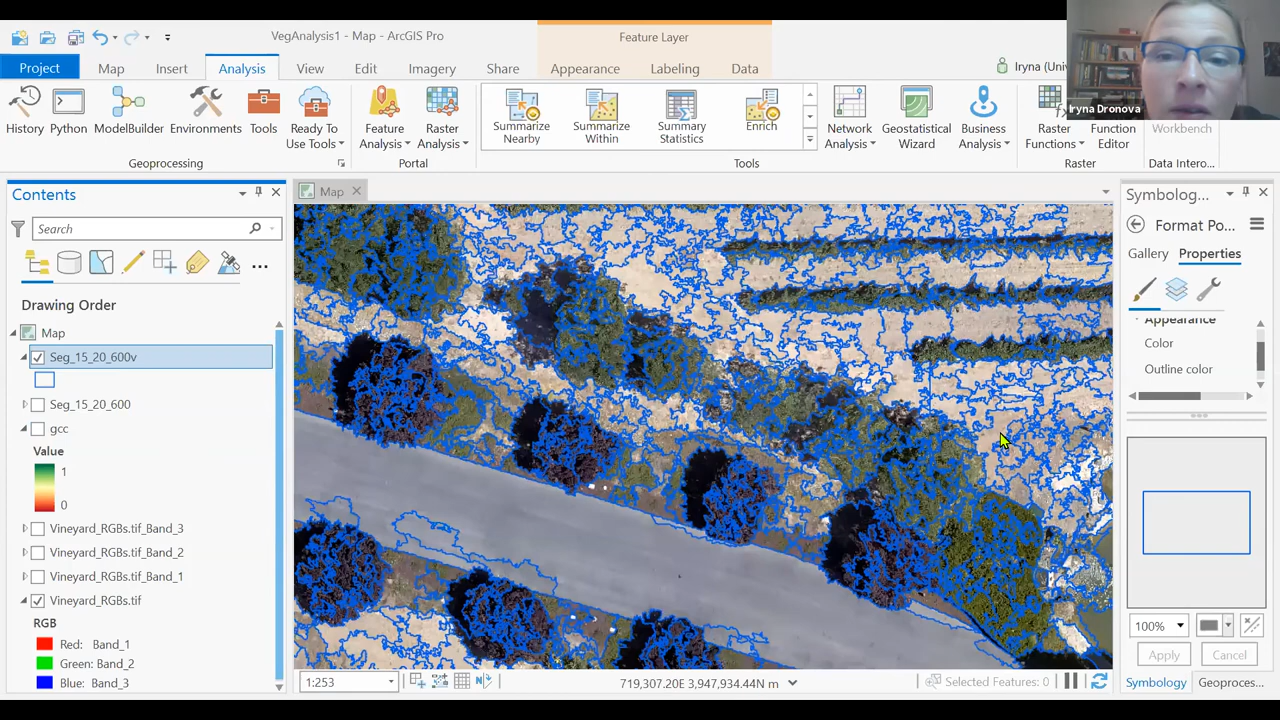 VegAnalysis1 - Map - ArcGIS Pro
Feature Layer
Project
Map
Insert
Analysis
View
Edit
Imagery
Share
Appearance
Labeling
Data
Iryna (Uni
Iryna Dronova
History
Python
ModelBuilder
Environments
Tools
Ready To
Use Tools
Feature
Analysis
Raster
Analysis
Summarize
Nearby
Summarize
Within
Summary
Statistics
Enrich
Network
Analysis
Geostatistical
Wizard
Business
Analysis
Raster
Functions
Function
Editor
Workbench
Geoprocessing
Portal
Tools
Raster
Data Intero...
Contents
Search
Drawing Order
Map
Seg_15_20_600v
Seg_15_20_600
gcc
Value
1
0
Vineyard_RGBs.tif_Band_3
Vineyard_RGBs.tif_Band_2
Vineyard_RGBs.tif_Band_1
Vineyard_RGBs.tif
RGB
Red: Band_1
Green: Band_2
Blue: Band_3
Map
1:253
719,307.20E 3,947,934.44N m
Selected Features: 0
Symbolog...
Format Po...
Gallery
Properties
Appearance
Color
Outline color
100%
Apply
Cancel
Symbology
Geoproces...